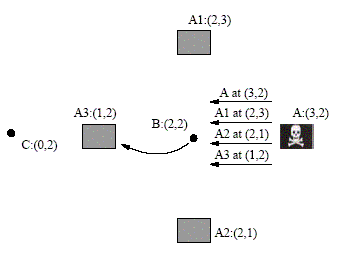 A1:(2,3)
A at (3,2)
A3:(1,2)
A1 at (2,3)
A:(3,2)
B:(2,2)
A2 at (2,1)
C:(0,2)
A3 at (1,2)
A2:(2,1)